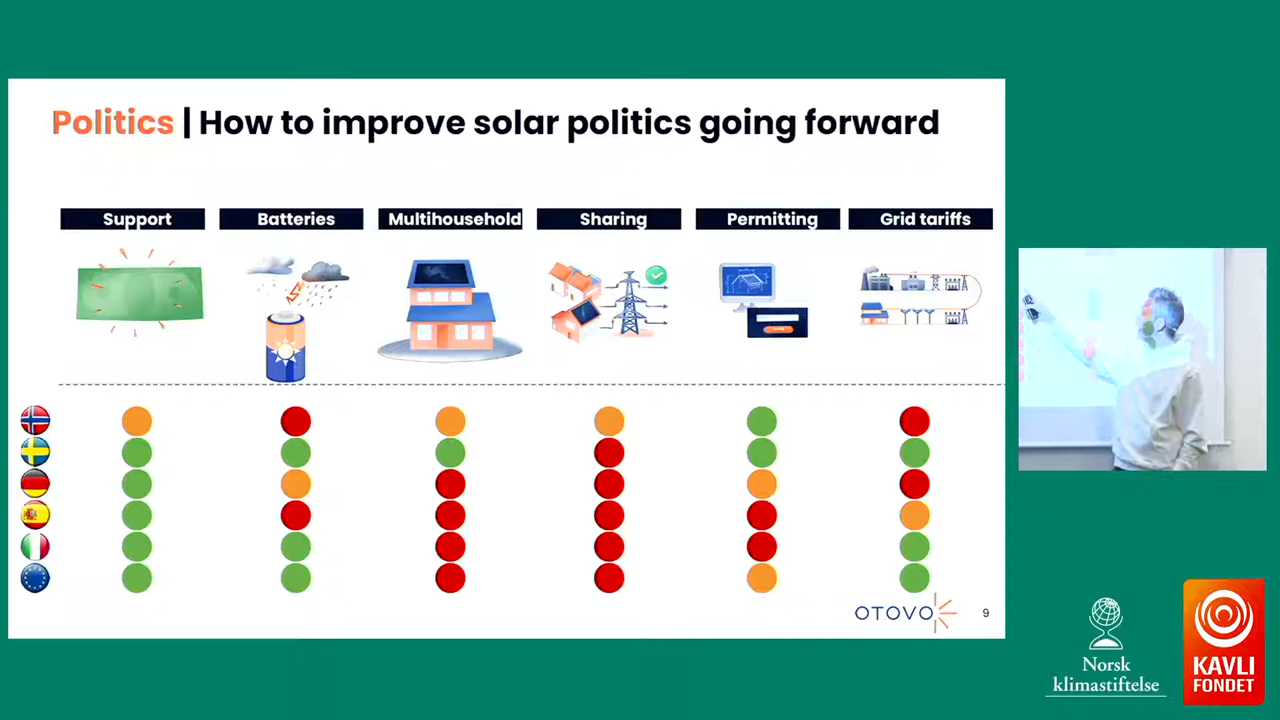 Politics | How to improve solar politics going forward
Support Batteries Multihousehold Sharing Permitting Grid tariffs
OTOVO 9
Norsk
klimastiftelse
KAVLI
FONDET